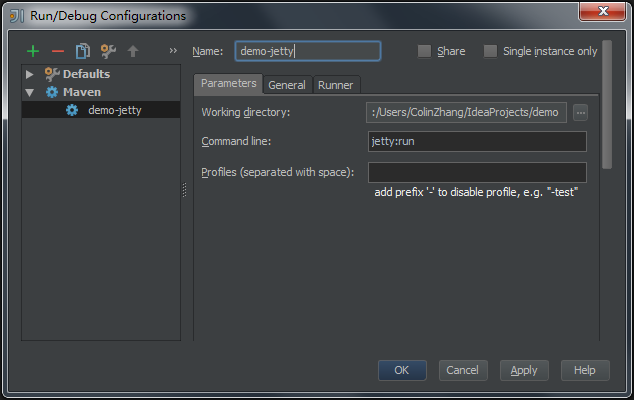 Run/Debug Configurations
Name: demo-jetty Share Single instance only
Defaults
Maven
demo-jetty
Parameters General Runner
Working directory: :/Users/ColinZhang/IdeaProjects/demo ...
Command line: jetty:run
Profiles (separated with space):
add prefix '-' to disable profile, e.g. "-test"
OK Cancel Apply Help